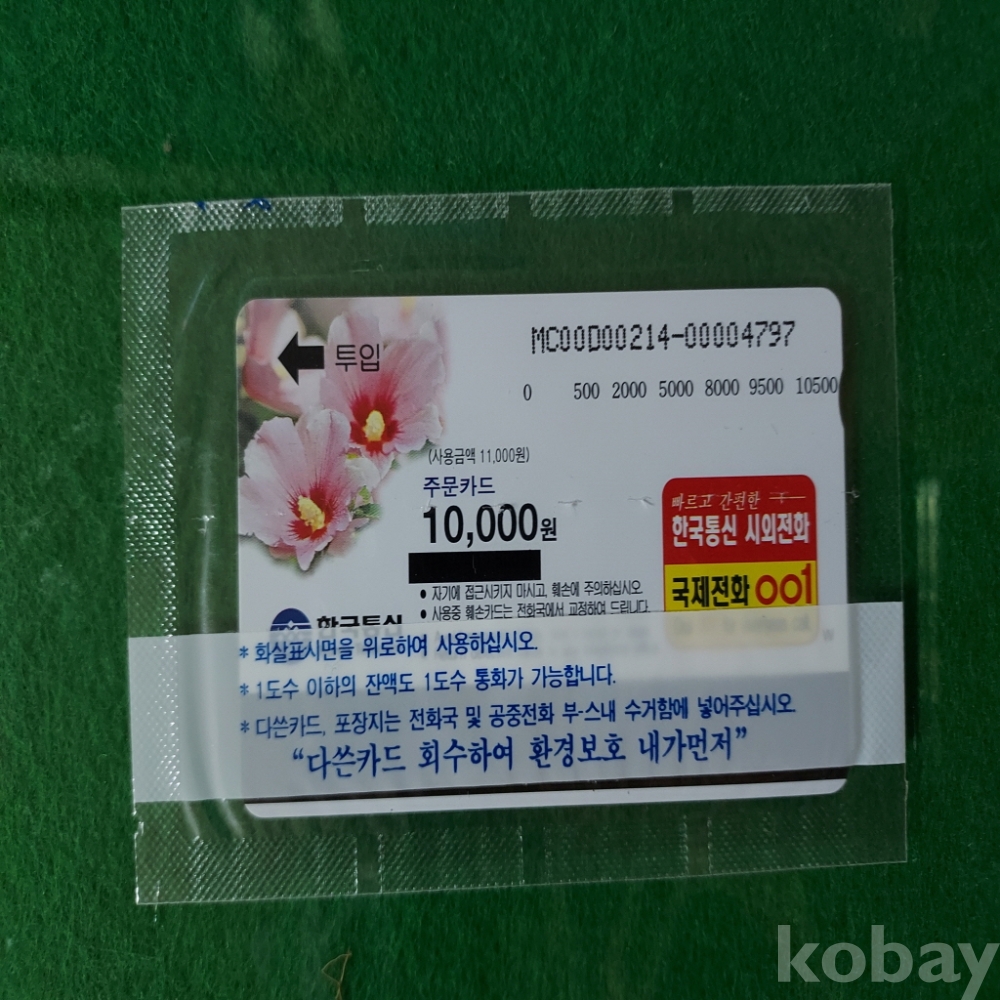 MC00D00214-00004797
투입
0 500 2000 5000 8000 9500 10500
(사용금액 11,000원)
주문카드
10,000원
빠르고 간편한
한국통신 시외전화
국제전화 001
● 자기에 접근시키지 마시고, 훼손에 주의하십시오.
● 사용중 훼손카드는 전화국에서 교정하여 드립니다.
한국통신
* 화살표시면을 위로하여 사용하십시오.
* 1도수 이하의 잔액도 1도수 통화가 가능합니다.
* 다쓴카드, 포장지는 전화국 및 공중전화 부-스내 수거함에 넣어주십시오
“다쓴카드 회수하여 환경보호 내가먼저”
kobay